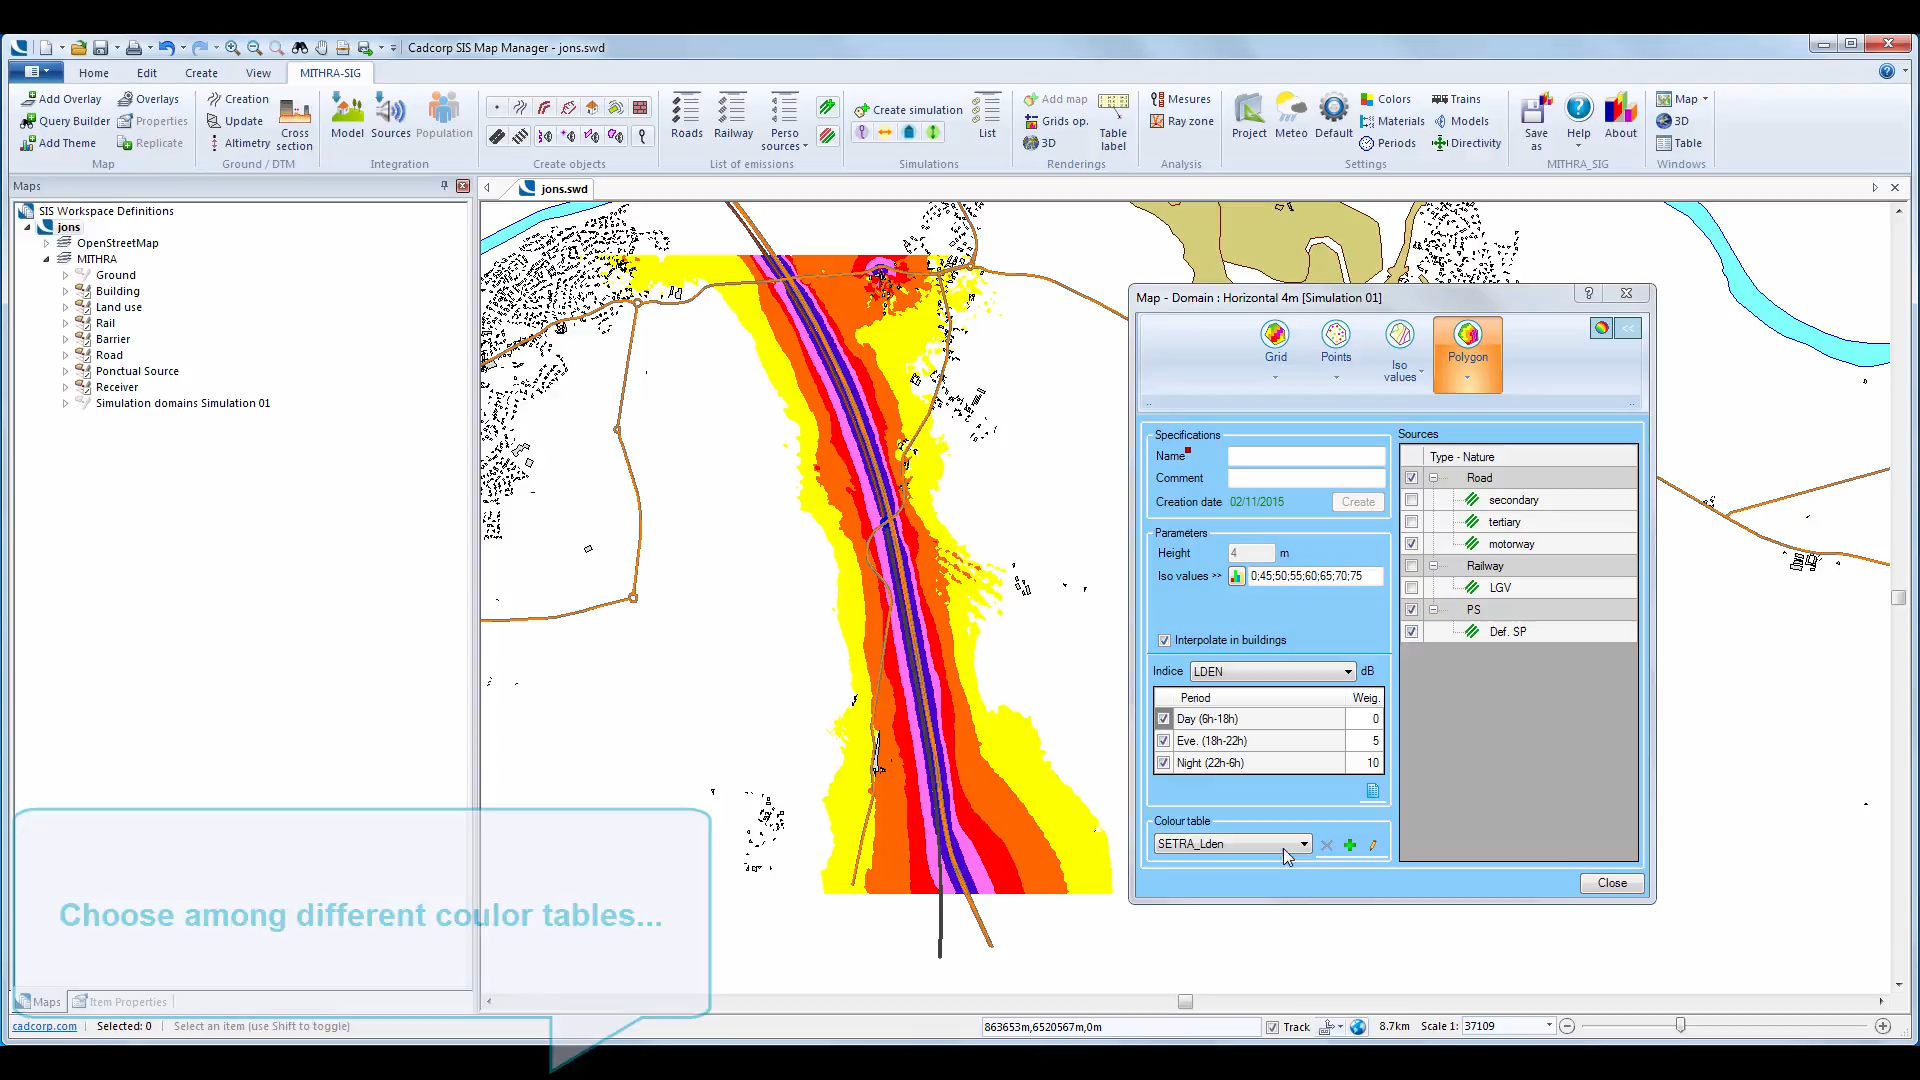 Cadcorp SIS Map Manager - jons.swd
Home Edit Create View MITHRA-SIG
Add Overlay Overlays
Query Builder Properties
Add Theme Replicate
Map
Creation
Update
Altimetry
Cross section
Ground / DTM
Model Sources Population
Integration
Create objects
Roads Railway Perso sources
List of emissions
Create simulation
List
Simulations
Add map
Grids op.
3D
Table label
Renderings
Mesures
Ray zone
Analysis
Project Meteo Default
Colors
Materials
Periods
Trains
Models
Directivity
Settings
Save as
Help
About
MITHRA_SIG
Map
3D
Table
Windows
Maps
jons.swd
SIS Workspace Definitions
jons
OpenStreetMap
MITHRA
Ground
Building
Land use
Rail
Barrier
Road
Ponctual Source
Receiver
Simulation domains Simulation 01
Map - Domain : Horizontal 4m [Simulation 01]
Grid Points Iso values Polygon
Specifications
Name
Comment
Creation date 02/11/2015 Create
Parameters
Height 4 m
Iso values >> 0;45;50;55;60;65;70;75
Interpolate in buildings
Indice LDEN dB
Period Weig.
Day (6h-18h) 0
Eve. (18h-22h) 5
Night (22h-6h) 10
Colour table
SETRA_Lden
Sources
Type - Nature
Road
secondary
tertiary
motorway
Railway
LGV
PS
Def. SP
Close
Choose among different coulor tables...
Maps Item Properties
cadcorp.com Selected: 0 Select an item (use Shift to toggle)
863653m,6520567m,0m Track 8.7km Scale 1: 37109